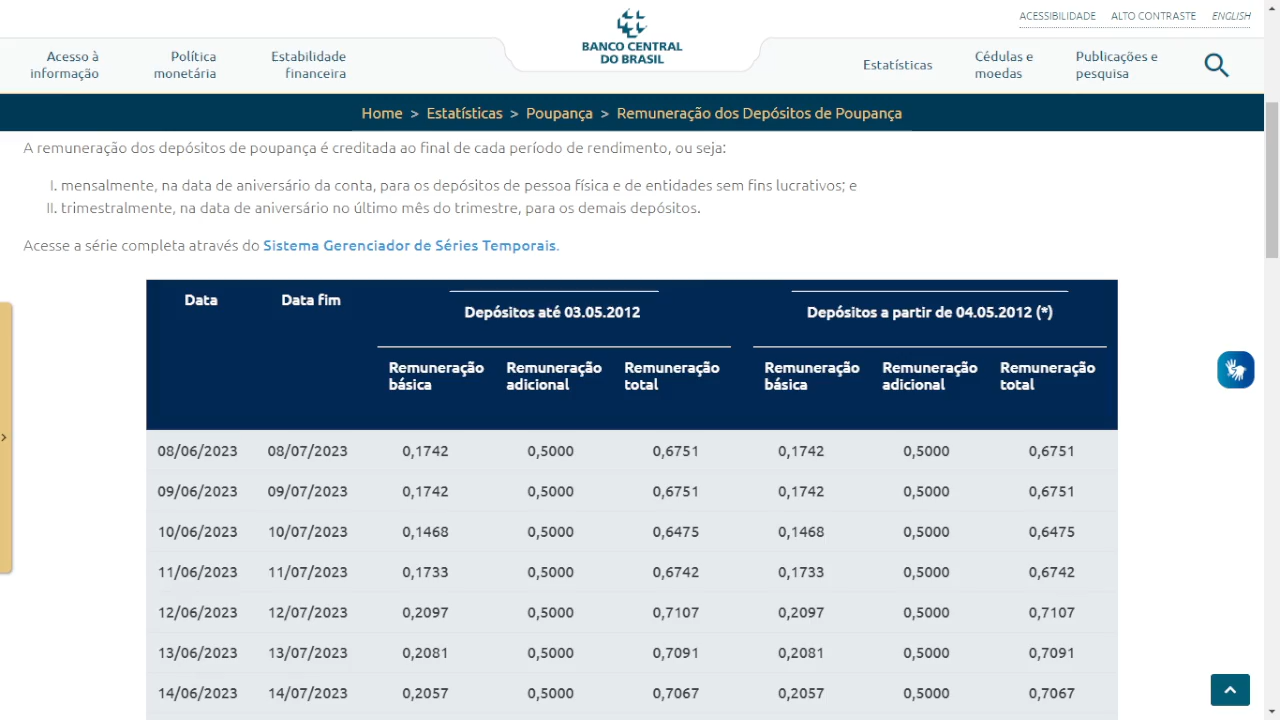 ACESSIBILIDADE ALTO CONTRASTE ENGLISH
BANCO CENTRAL
DO BRASIL
Acesso à
informação
Política
monetária
Estabilidade
financeira
Estatísticas
Cédulas e
moedas
Publicações e
pesquisa
Home > Estatísticas > Poupança > Remuneração dos Depósitos de Poupança
A remuneração dos depósitos de poupança é creditada ao final de cada período de rendimento, ou seja:
I. mensalmente, na data de aniversário da conta, para os depósitos de pessoa física e de entidades sem fins lucrativos; e
II. trimestralmente, na data de aniversário no último mês do trimestre, para os demais depósitos.
Acesse a série completa através do Sistema Gerenciador de Séries Temporais.
Data Data fim Depósitos até 03.05.2012 Depósitos a partir de 04.05.2012 (*)
Remuneração Remuneração Remuneração Remuneração Remuneração Remuneração
básica adicional total básica adicional total
08/06/2023 08/07/2023 0,1742 0,5000 0,6751 0,1742 0,5000 0,6751
09/06/2023 09/07/2023 0,1742 0,5000 0,6751 0,1742 0,5000 0,6751
10/06/2023 10/07/2023 0,1468 0,5000 0,6475 0,1468 0,5000 0,6475
11/06/2023 11/07/2023 0,1733 0,5000 0,6742 0,1733 0,5000 0,6742
12/06/2023 12/07/2023 0,2097 0,5000 0,7107 0,2097 0,5000 0,7107
13/06/2023 13/07/2023 0,2081 0,5000 0,7091 0,2081 0,5000 0,7091
14/06/2023 14/07/2023 0,2057 0,5000 0,7067 0,2057 0,5000 0,7067